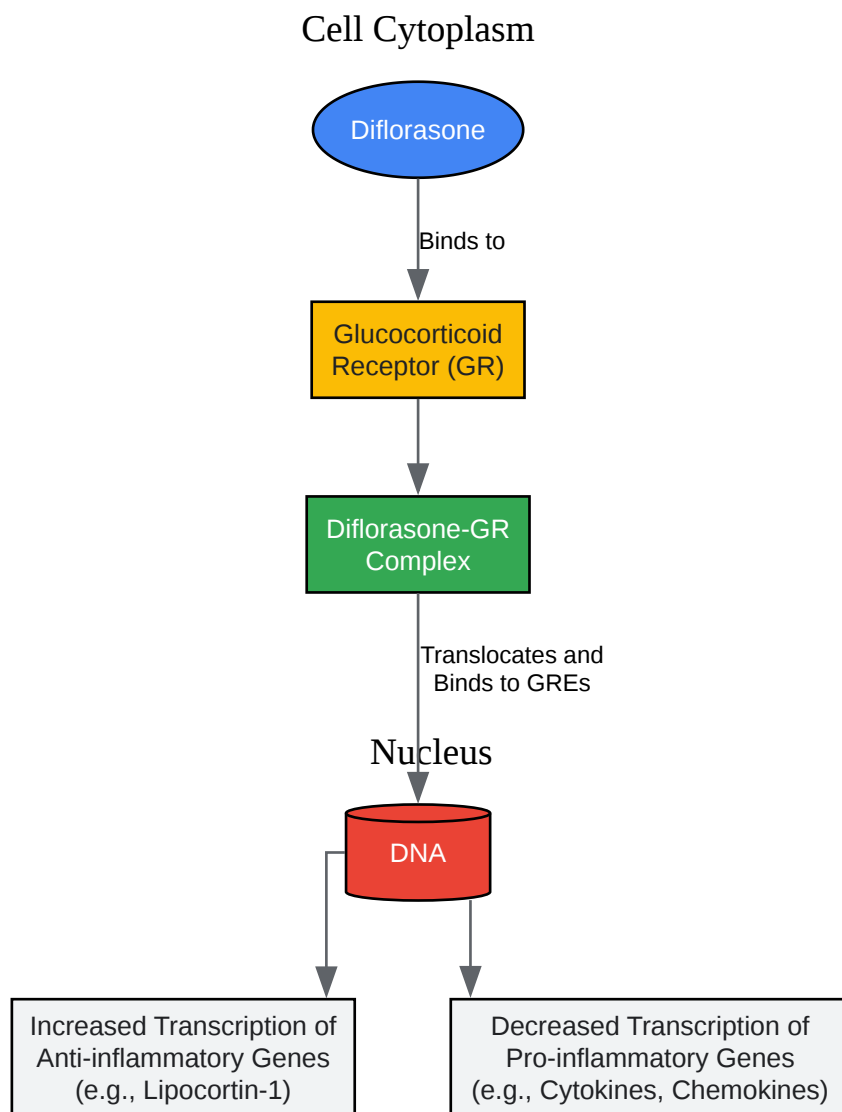 Cell Cytoplasm
Diflorasone
Binds to
Glucocorticoid
Receptor (GR)
Diflorasone-GR
Complex
Translocates and
Binds to GREs
Nucleus
DNA
Increased Transcription of
Anti-inflammatory Genes
(e.g., Lipocortin-1)
Decreased Transcription of
Pro-inflammatory Genes
(e.g., Cytokines, Chemokines)